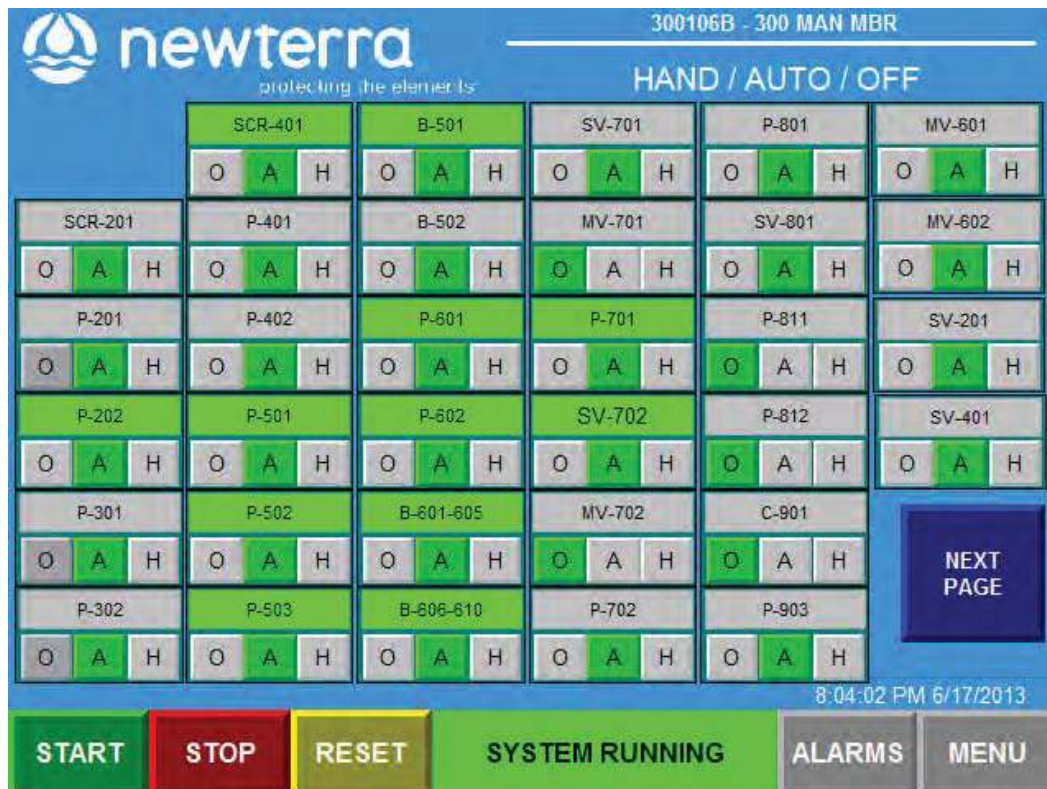 newterra
protecting the elements
300106B - 300 MAN MBR
HAND / AUTO / OFF
SCR-401 B-501 SV-701 P-801 MV-601
O A H O A H O A H O A H O A H
SCR-201 P-401 B-502 MV-701 SV-801 MV-602
O A H O A H O A H O A H O A H O A H
P-201 P-402 P-601 P-701 P-811 SV-201
O A H O A H O A H O A H O A H O A H
P-202 P-501 P-602 SV-702 P-812 SV-401
O A H O A H O A H O A H O A H O A H
P-301 P-502 B-601-605 MV-702 C-901
O A H O A H O A H O A H O A H
P-302 P-503 B-606-610 P-702 P-903
O A H O A H O A H O A H O A H
NEXT
PAGE
8:04:02 PM 6/17/2013
START STOP RESET SYSTEM RUNNING ALARMS MENU